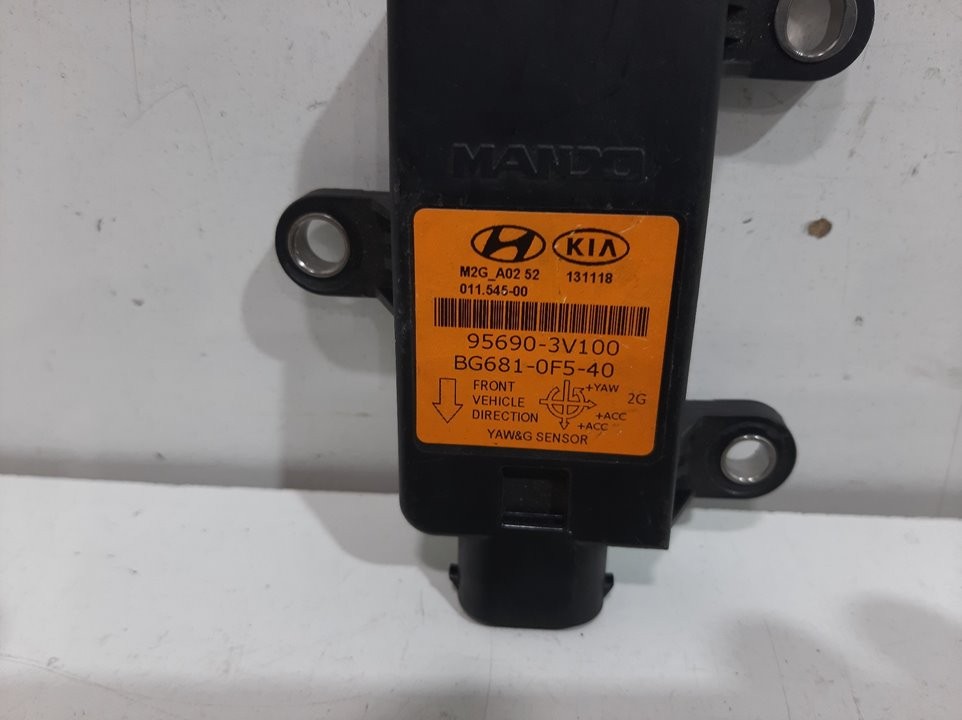 MANDO
KIA
M2G_A02 52 131118
011.545-00
95690-3V100
BG681-0F5-40
FRONT +YAW
VEHICLE 2G
DIRECTION +ACC
+ACC
YAW&G SENSOR